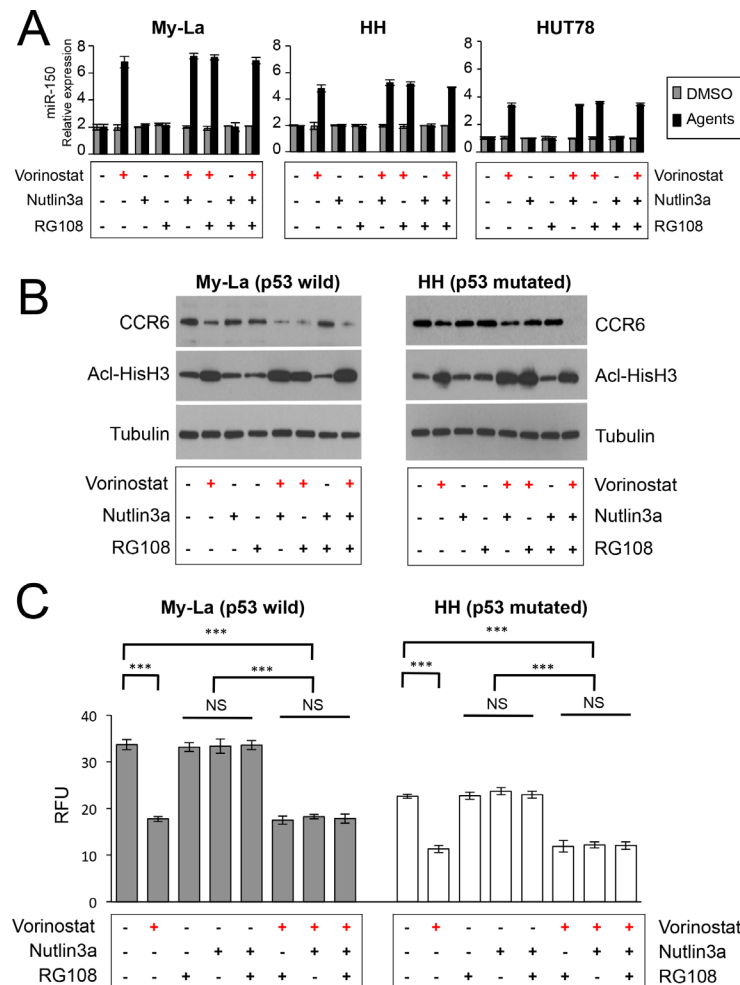 A
My-La
HH
HUT78
miR-150
Relative expression
8
6
4
2
0
8
6
4
2
0
8
6
4
2
0
DMSO
Agents
Vorinostat - + - - + + - + - + - - + + - + - + - - + + - + Vorinostat
Nutlin3a - - + - + - + + - - + - + - + + - - + - + - + + Nutlin3a
RG108 - - - + - + + + - - - + - + + + - - - + - + + + RG108
B
My-La (p53 wild)
HH (p53 mutated)
CCR6
CCR6
Acl-HisH3
Acl-HisH3
Tubulin
Tubulin
Vorinostat - + - - + + - + - + - - + + - + Vorinostat
Nutlin3a - - + - + - + + - - + - + - + + Nutlin3a
RG108 - - - + - + + + - - - + - + + + RG108
C
My-La (p53 wild)
HH (p53 mutated)
***
***
***
***
***
***
NS
NS
NS
NS
RFU
40
30
20
10
0
Vorinostat - + - - - + + + - + - - - + + + Vorinostat
Nutlin3a - - - + + - + + - - - + + - + + Nutlin3a
RG108 - - + - + + - + - - + - + + - + RG108